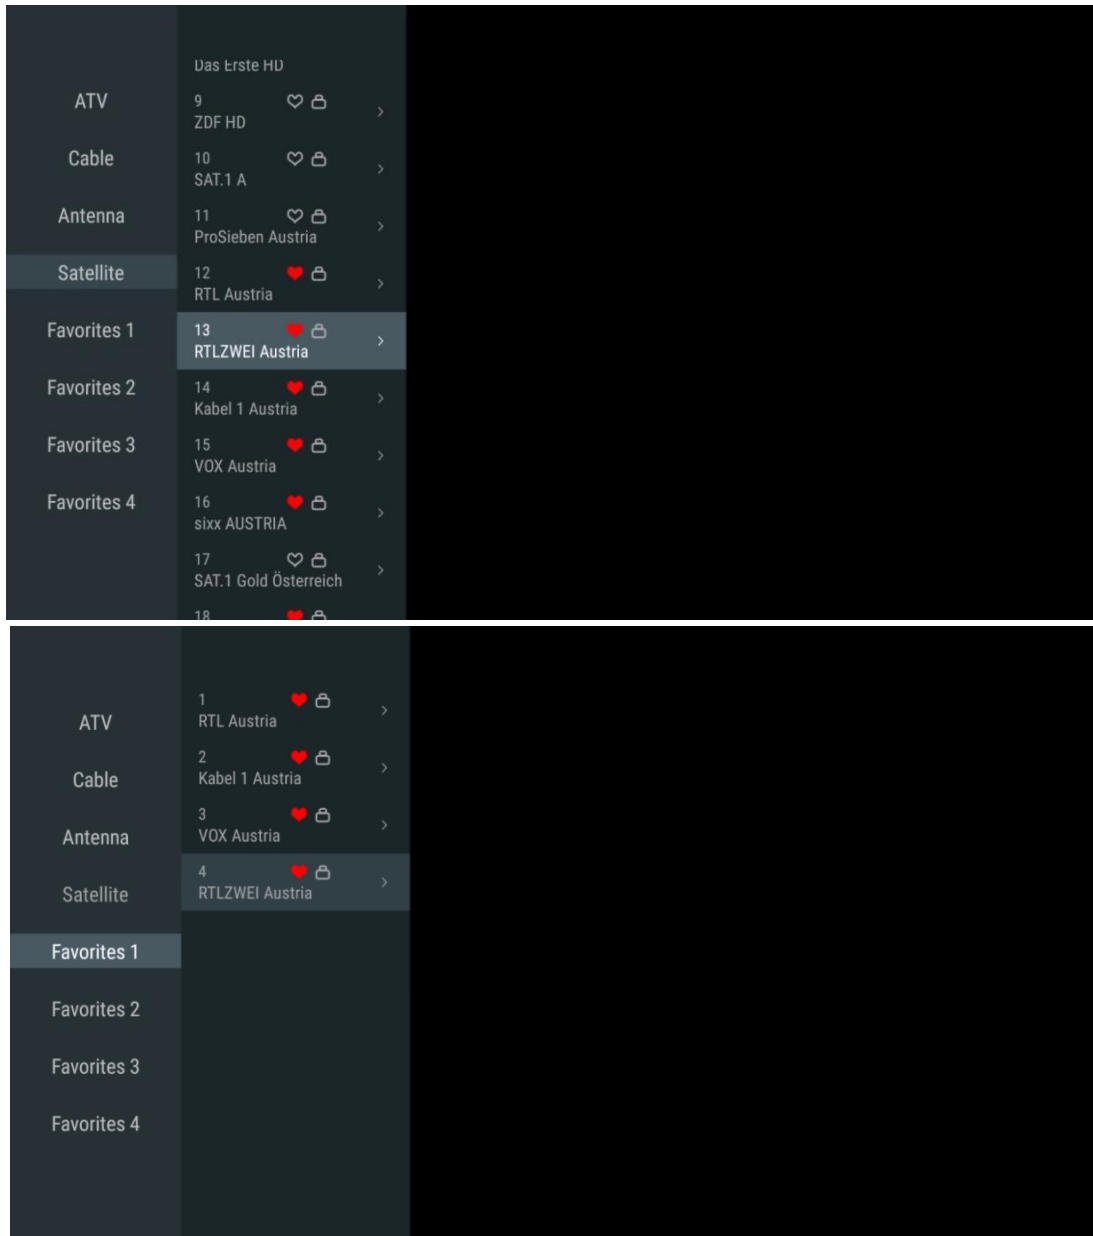 ATV
Cable
Antenna
Satellite
Favorites 1
Favorites 2
Favorites 3
Favorites 4
Das Erste HD
9
ZDF HD
10
SAT.1 A
11
ProSieben Austria
12
RTL Austria
13
RTLZWEI Austria
14
Kabel 1 Austria
15
VOX Austria
16
sixx AUSTRIA
17
SAT.1 Gold Österreich
18
ATV
Cable
Antenna
Satellite
Favorites 1
Favorites 2
Favorites 3
Favorites 4
1
RTL Austria
2
Kabel 1 Austria
3
VOX Austria
4
RTLZWEI Austria